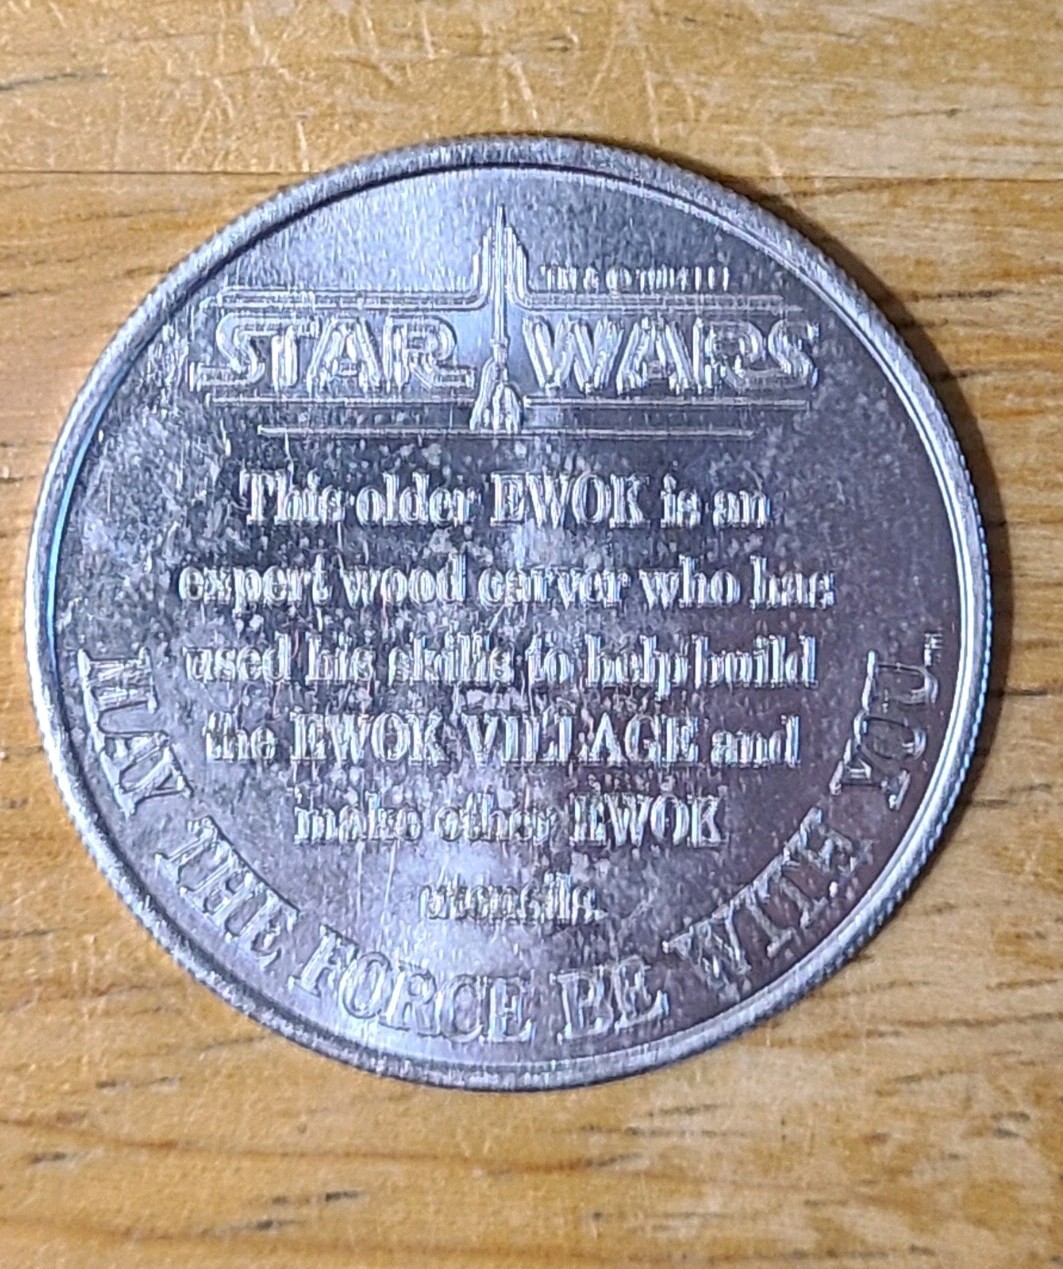 STAR WARS
This older EWOK is an
expert wood carver who has
used his skills to help build
the EWOK VILLAGE and
make other EWOK
utensils.
MAY THE FORCE BE WITH YOU.